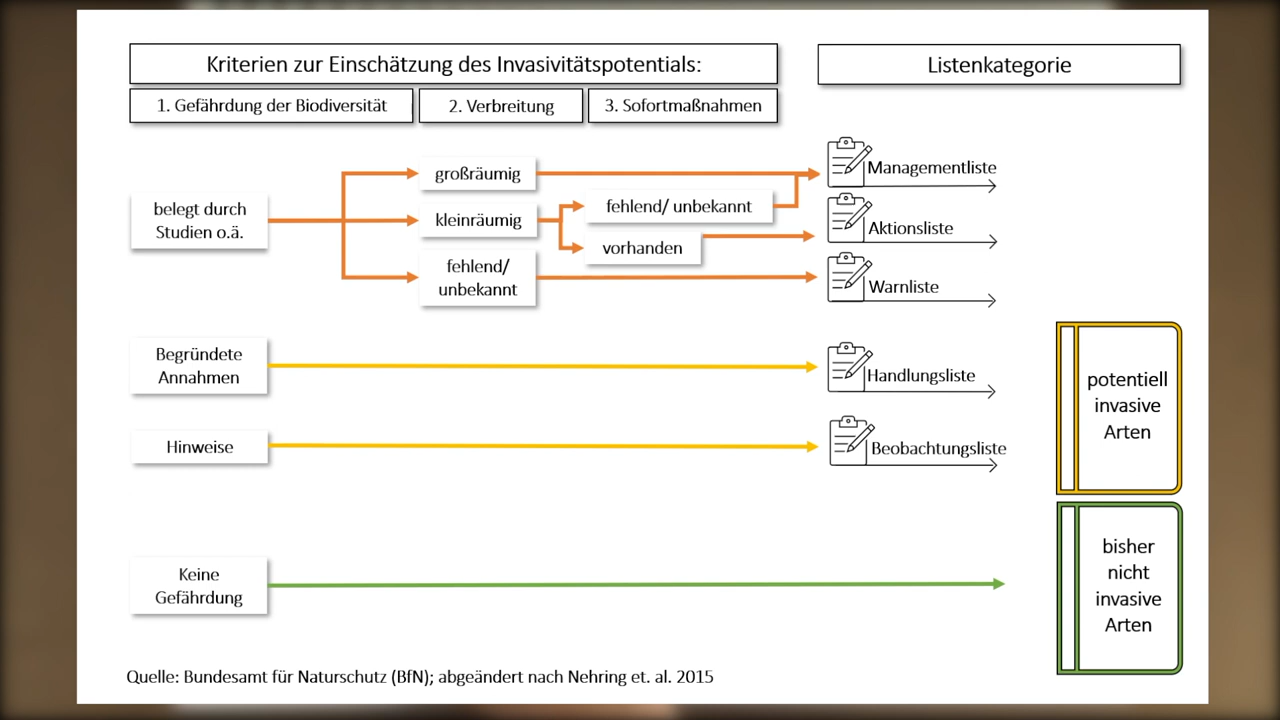 Kriterien zur Einschätzung des Invasivitätspotentials:
Listenkategorie
1. Gefährdung der Biodiversität
2. Verbreitung
3. Sofortmaßnahmen
belegt durch
Studien o.ä.
großräumig
kleinräumig
fehlend/
unbekannt
fehlend/ unbekannt
vorhanden
Managementliste
Aktionsliste
Warnliste
Begründete
Annahmen
Handlungsliste
Hinweise
Beobachtungsliste
potentiell
invasive
Arten
Keine
Gefährdung
bisher
nicht
invasive
Arten
Quelle: Bundesamt für Naturschutz (BfN); abgeändert nach Nehring et. al. 2015